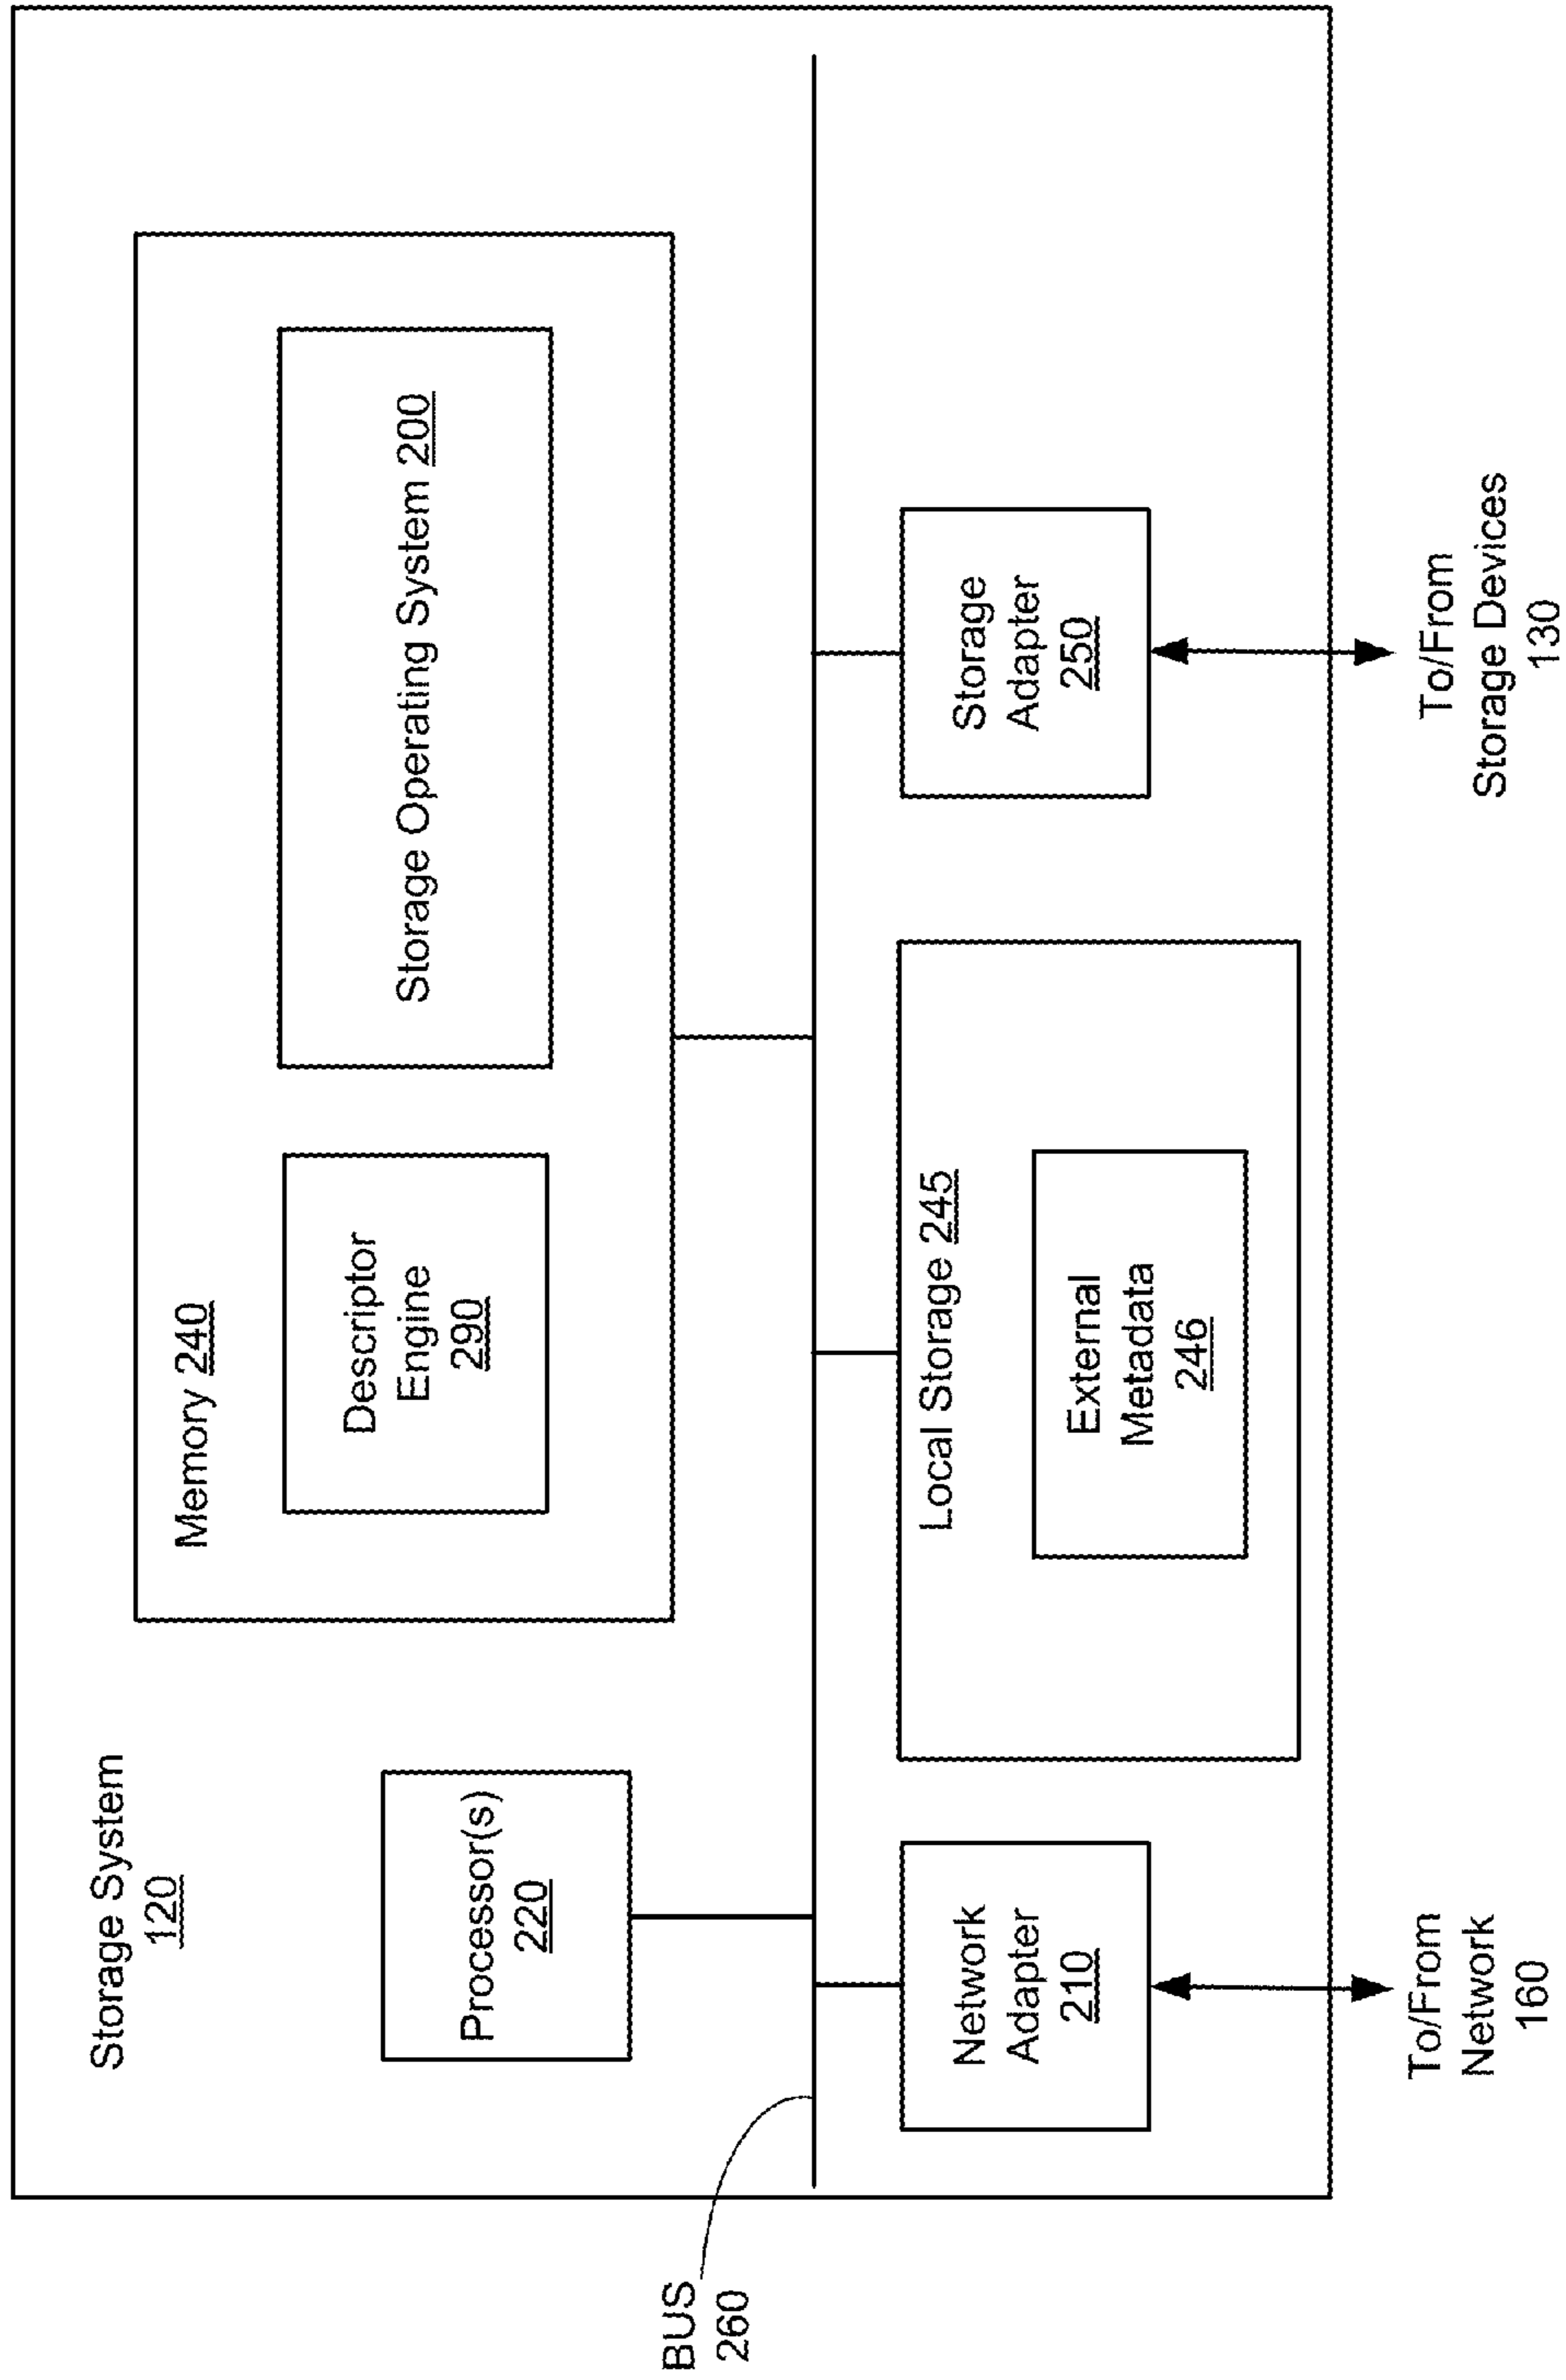 Storage System
120
Memory 240
Processor(s)
220
Descriptor
Engine
290
Storage Operating System 200
BUS
260
Network
Adapter
210
Local Storage 245
External
Metadata
246
Storage
Adapter
250
To/From
Network
160
To/From
Storage Devices
130